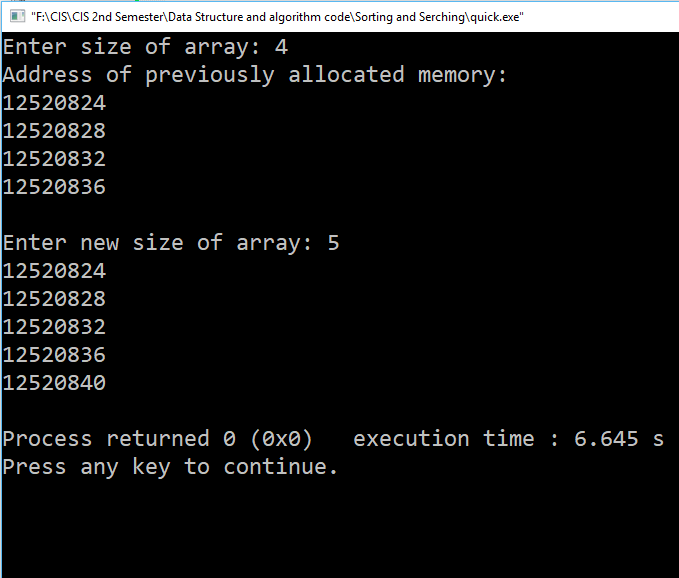 "F:\CIS\CIS 2nd Semester\Data Structure and algorithm code\Sorting and Serching\quick.exe"
Enter size of array: 4
Address of previously allocated memory:
12520824
12520828
12520832
12520836
Enter new size of array: 5
12520824
12520828
12520832
12520836
12520840
Process returned 0 (0x0)   execution time : 6.645 s
Press any key to continue.